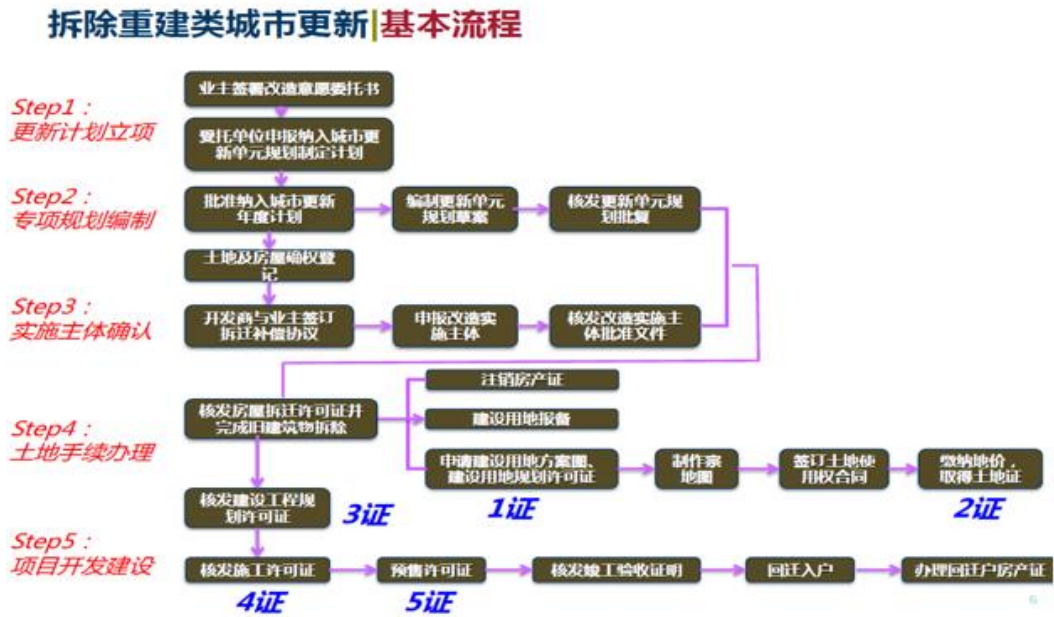 拆除重建类城市更新|基本流程
Step1：
更新计划立项
业主签署改造意愿委托书
委托单位申报纳入城市更
新单元规划制定计划
Step2：
专项规划编制
批准纳入城市更新
年度计划
编制更新单元
规划草案
核发更新单元规
划批复
土地及房屋确权登
记
Step3：
实施主体确认
开发商与业主签订
拆迁补偿协议
申报改造实
施主体
核发改造实施主
体批准文件
Step4：
土地手续办理
核发房屋拆迁许可证并
完成旧建筑物拆除
注销房产证
建设用地报备
申请建设用地方案图、
建设用地规划许可证
1证
制作宗
地图
签订土地使
用权合同
缴纳地价，
取得土地证
2证
核发建设工程规
划许可证
3证
Step5：
项目开发建设
核发施工许可证
4证
预售许可证
5证
核发竣工验收证明
回迁入户
办理回迁户房产证
6